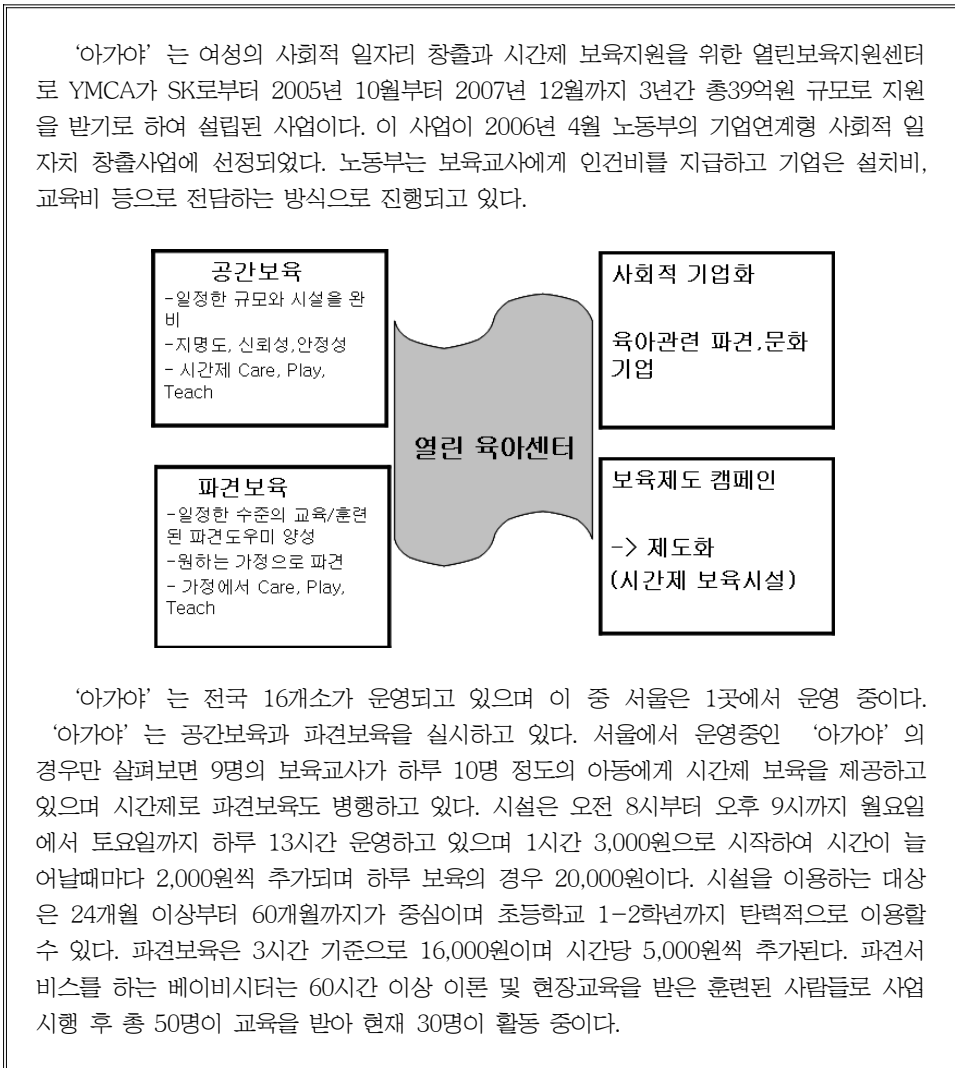 ‘아가야’ 는 여성의 사회적 일자리 창출과 시간제 보육지원을 위한 열린보육지원센터
로 YMCA가 SK로부터 2005년 10월부터 2007년 12월까지 3년간 총39억원 규모로 지원
을 받기로 하여 설립된 사업이다. 이 사업이 2006년 4월 노동부의 기업연계형 사회적 일
자치 창출사업에 선정되었다. 노동부는 보육교사에게 인건비를 지급하고 기업은 설치비,
교육비 등으로 전담하는 방식으로 진행되고 있다.
공간보육
-일정한 규모와 시설을 완
비
-지명도, 신뢰성,안정성
- 시간제 Care, Play,
Teach
파견보육
-일정한 수준의 교육/훈련
된 파견도우미 양성
-원하는 가정으로 파견
- 가정에서 Care, Play,
Teach
열린 육아센터
사회적 기업화
육아관련 파견,문화
기업
보육제도 캠페인
-> 제도화
(시간제 보육시설)
‘아가야’ 는 전국 16개소가 운영되고 있으며 이 중 서울은 1곳에서 운영 중이다.
‘아가야’ 는 공간보육과 파견보육을 실시하고 있다. 서울에서 운영중인 ‘아가야’ 의
경우만 살펴보면 9명의 보육교사가 하루 10명 정도의 아동에게 시간제 보육을 제공하고
있으며 시간제로 파견보육도 병행하고 있다. 시설은 오전 8시부터 오후 9시까지 월요일
에서 토요일까지 하루 13시간 운영하고 있으며 1시간 3,000원으로 시작하여 시간이 늘
어날때마다 2,000원씩 추가되며 하루 보육의 경우 20,000원이다. 시설을 이용하는 대상
은 24개월 이상부터 60개월까지가 중심이며 초등학교 1-2학년까지 탄력적으로 이용할
수 있다. 파견보육은 3시간 기준으로 16,000원이며 시간당 5,000원씩 추가된다. 파견서
비스를 하는 베이비시터는 60시간 이상 이론 및 현장교육을 받은 훈련된 사람들로 사업
시행 후 총 50명이 교육을 받아 현재 30명이 활동 중이다.